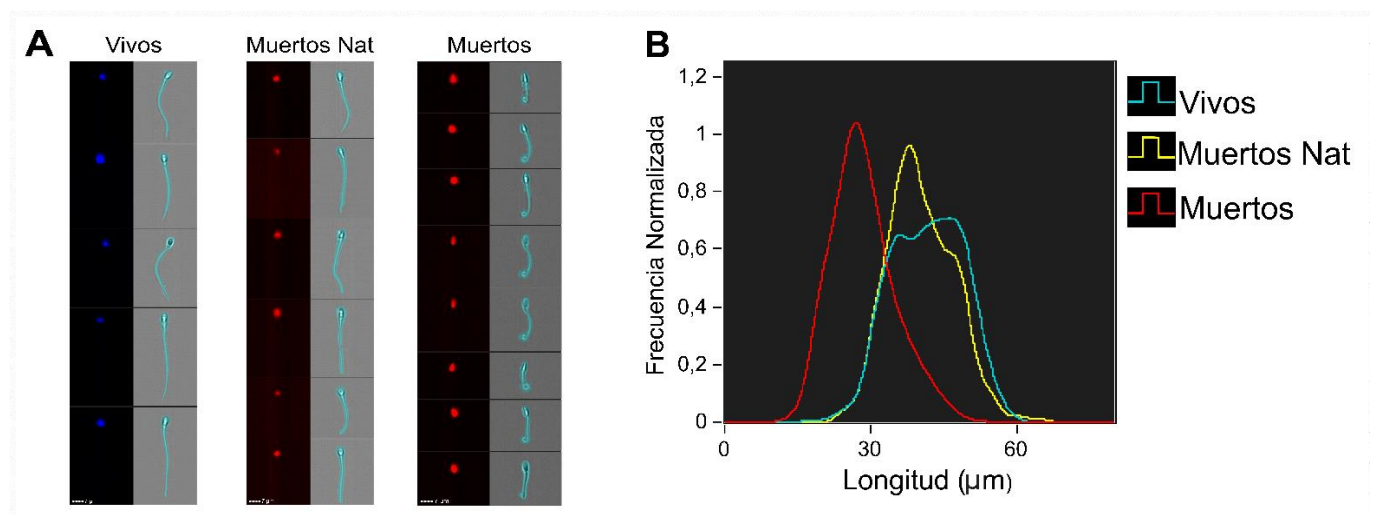 A
Vivos
Muertos Nat
Muertos
B
Frecuencia Normalizada
1,2
1
0,8
0,6
0,4
0,2
0
0
30
60
Longitud (µm)
Vivos
Muertos Nat
Muertos